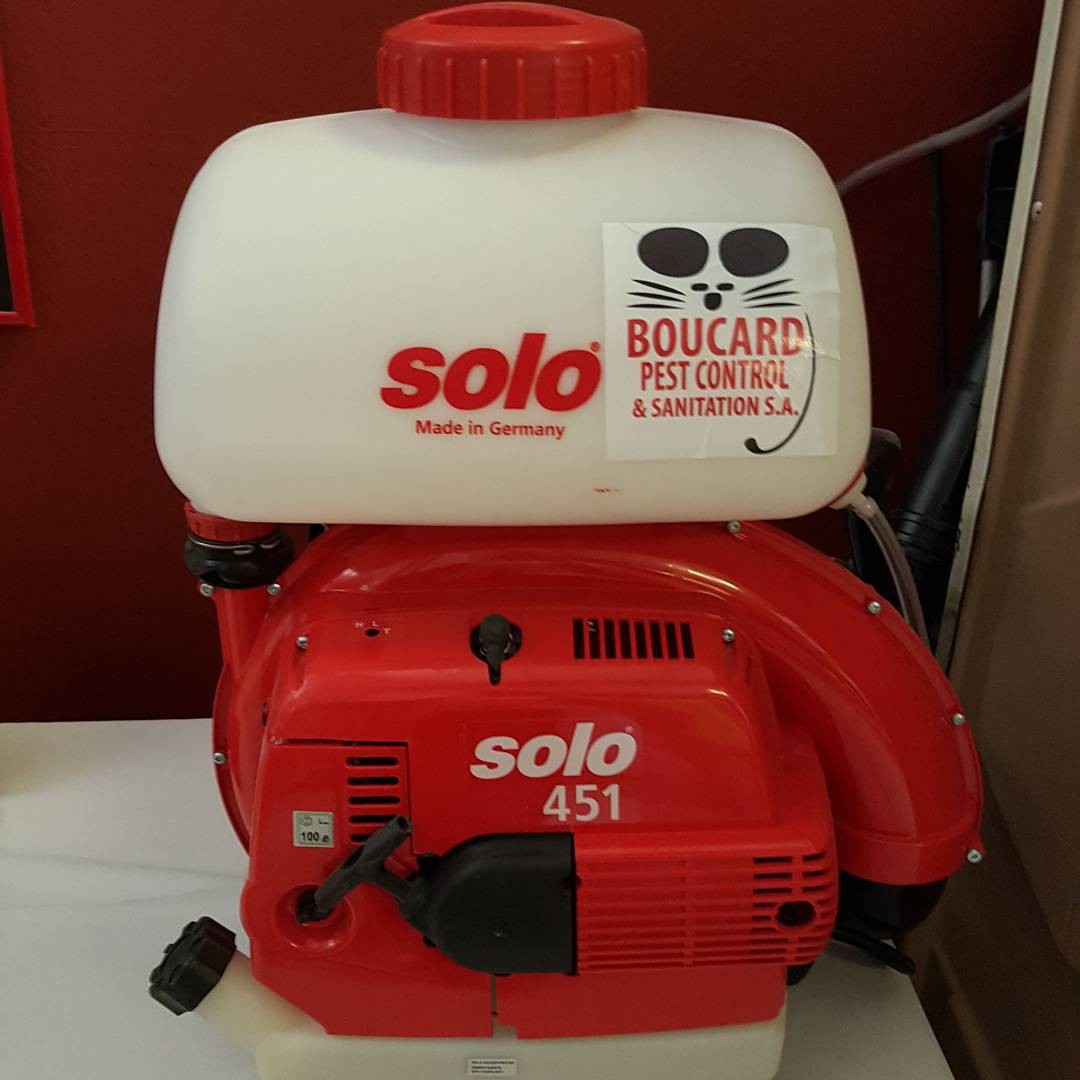 solo®
Made in Germany
BOUCARD
PEST CONTROL
& SANITATION S.A.
H L T
solo®
451
100